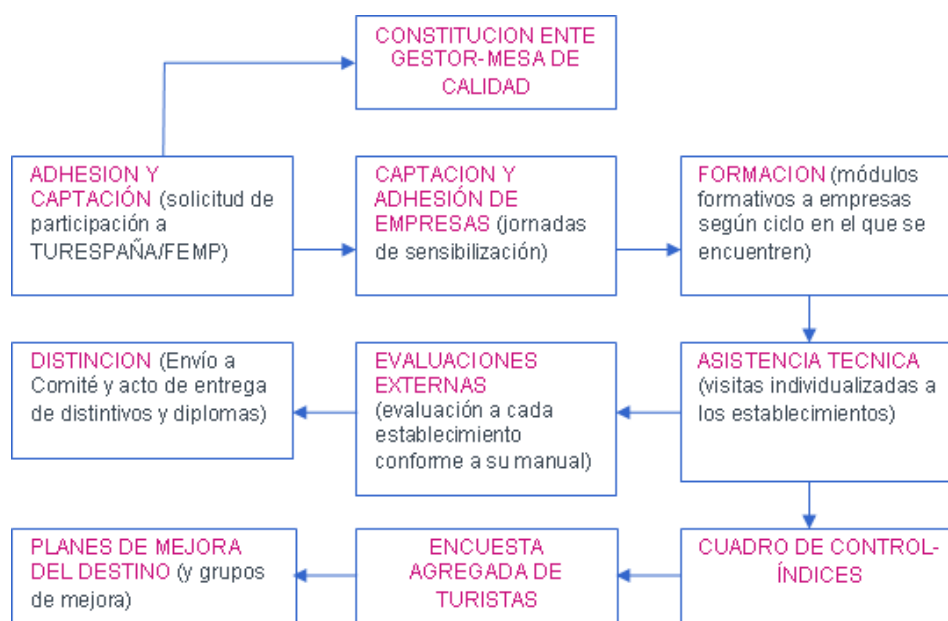 CONSTITUCION ENTE
GESTOR-MESA DE
CALIDAD
ADHESION Y
CAPTACIÓN (solicitud de
participación a
TURESPAÑA/FEMP)
CAPTACION Y
ADHESIÓN DE
EMPRESAS (jornadas
de sensibilización)
FORMACION (módulos
formativos a empresas
según ciclo en el que se
encuentren)
DISTINCION (Envío a
Comité y acto de entrega
de distintivos y diplomas)
EVALUACIONES
EXTERNAS
(evaluación a cada
establecimiento
conforme a su manual)
ASISTENCIA TECNICA
(visitas individualizadas a
los establecimientos)
PLANES DE MEJORA
DEL DESTINO (y grupos
de mejora)
ENCUESTA
AGREGADA DE
TURISTAS
CUADRO DE CONTROL-
ÍNDICES